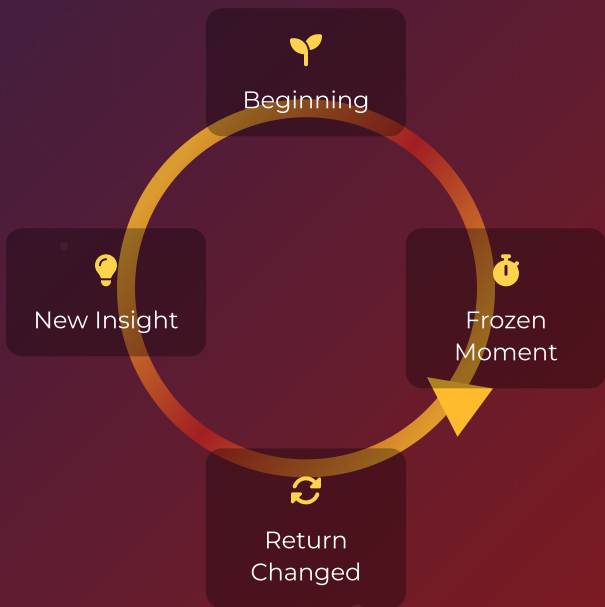 Beginning
New Insight
Frozen
Moment
Return
Changed